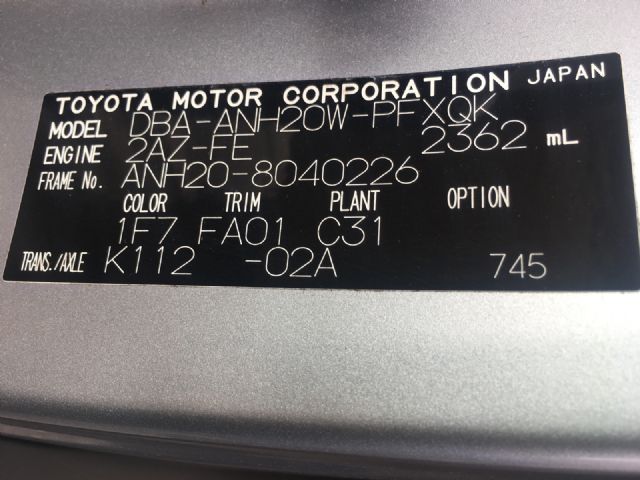 TOYOTA MOTOR CORPORATION JAPAN
MODEL DBA-ANH20W-PFXQK
ENGINE 2AZ-FE 2362 mL
FRAME No. ANH20-8040226
COLOR TRIM PLANT OPTION
1F7 FA01 C31
TRANS./AXLE K112 -02A 745